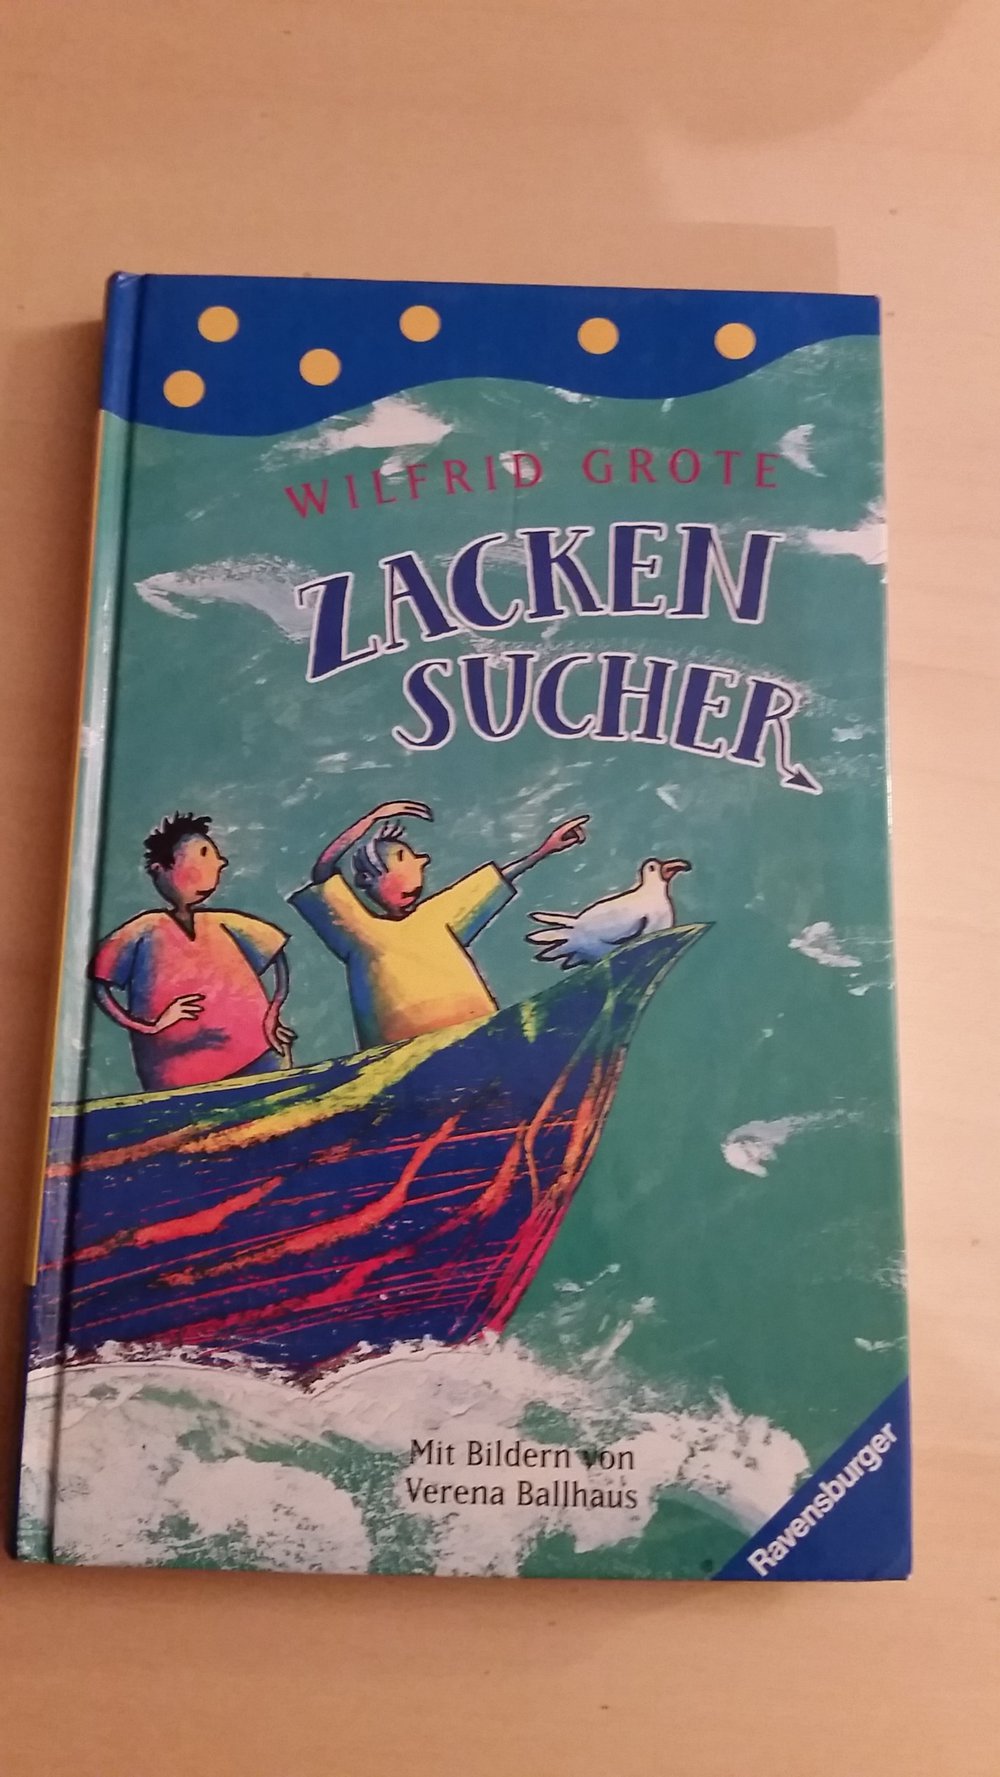 WILFRID GROTE
ZACKEN
SUCHER
Mit Bildern von
Verena Ballhaus
Ravensburger